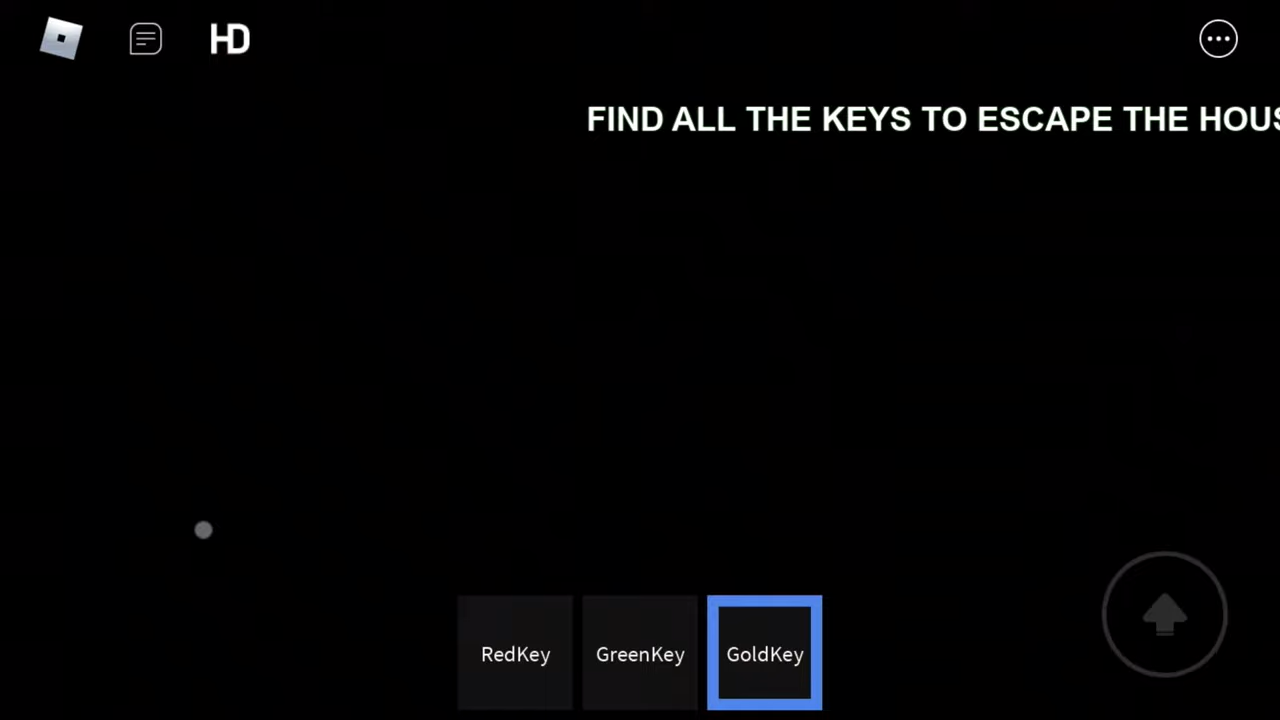 HD
FIND ALL THE KEYS TO ESCAPE THE HOUS
RedKey
GreenKey
GoldKey